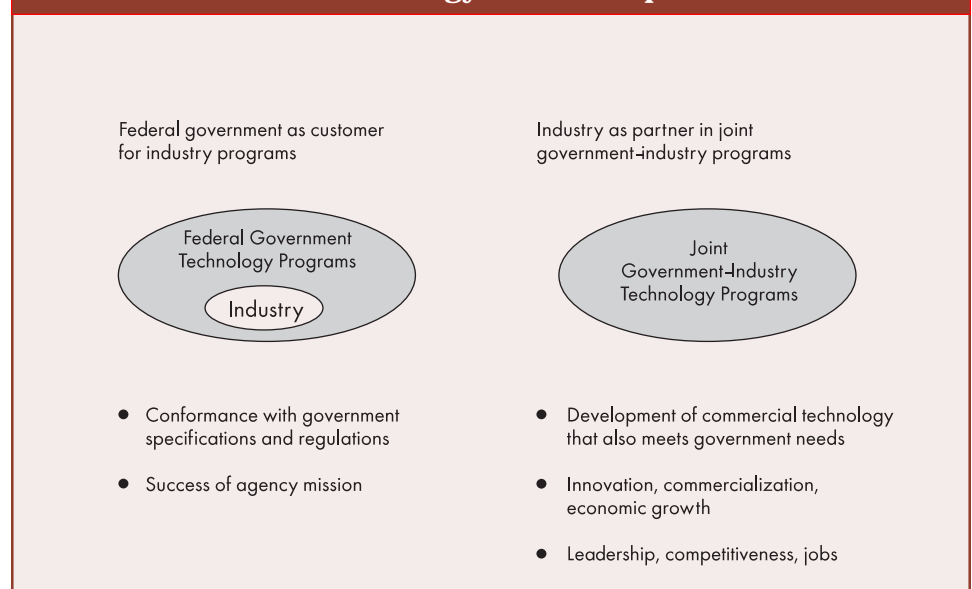 Federal government as customer
for industry programs
Federal Government
Technology Programs
Industry
● Conformance with government
specifications and regulations
● Success of agency mission
Industry as partner in joint
government-industry programs
Joint
Government-Industry
Technology Programs
● Development of commercial technology
that also meets government needs
● Innovation, commercialization,
economic growth
● Leadership, competitiveness, jobs